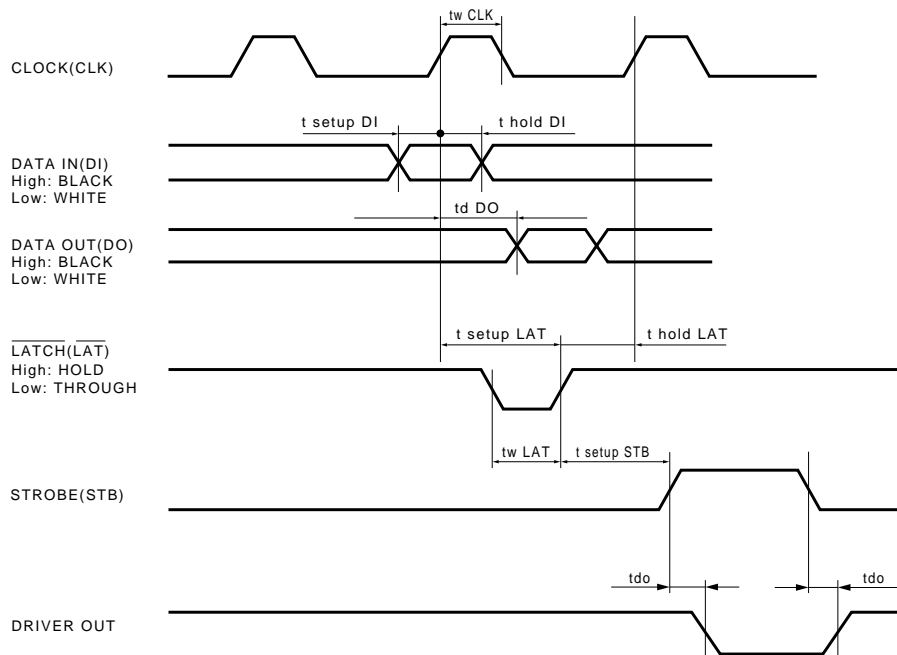 tw CLK
CLOCK(CLK)
t setup DI
t hold DI
DATA IN(DI)
High: BLACK
Low: WHITE
td DO
DATA OUT(DO)
High: BLACK
Low: WHITE
t setup LAT
t hold LAT
LATCH(LAT)
High: HOLD
Low: THROUGH
tw LAT
t setup STB
STROBE(STB)
tdo
tdo
DRIVER OUT